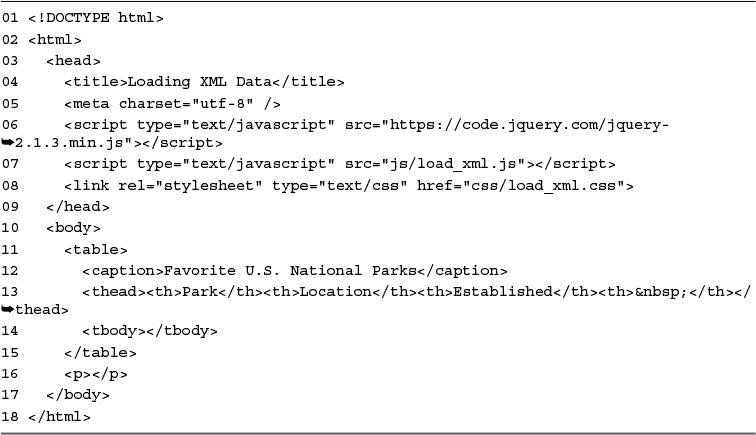 01 <!DOCTYPE html>
02 <html>
03   <head>
04     <title>Loading XML Data</title>
05     <meta charset="utf-8" />
06     <script type="text/javascript" src="https://code.jquery.com/jquery-
➥2.1.3.min.js"></script>
07     <script type="text/javascript" src="js/load_xml.js"></script>
08     <link rel="stylesheet" type="text/css" href="css/load_xml.css">
09   </head>
10   <body>
11     <table>
12       <caption>Favorite U.S. National Parks</caption>
13       <thead><th>Park</th><th>Location</th><th>Established</th><th>&nbsp;</th></
➥thead>
14       <tbody></tbody>
15     </table>
16     <p></p>
17   </body>
18 </html>